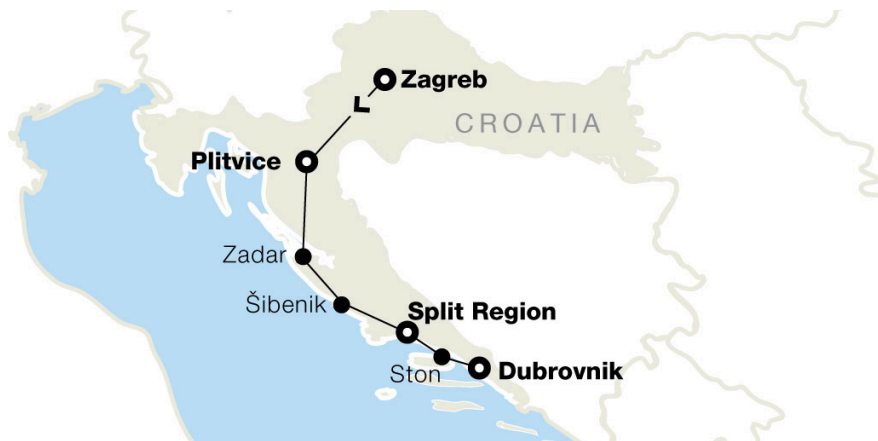 Zagreb
CROATIA
Plitvice
Zadar
Šibenik
Split Region
Ston
Dubrovnik